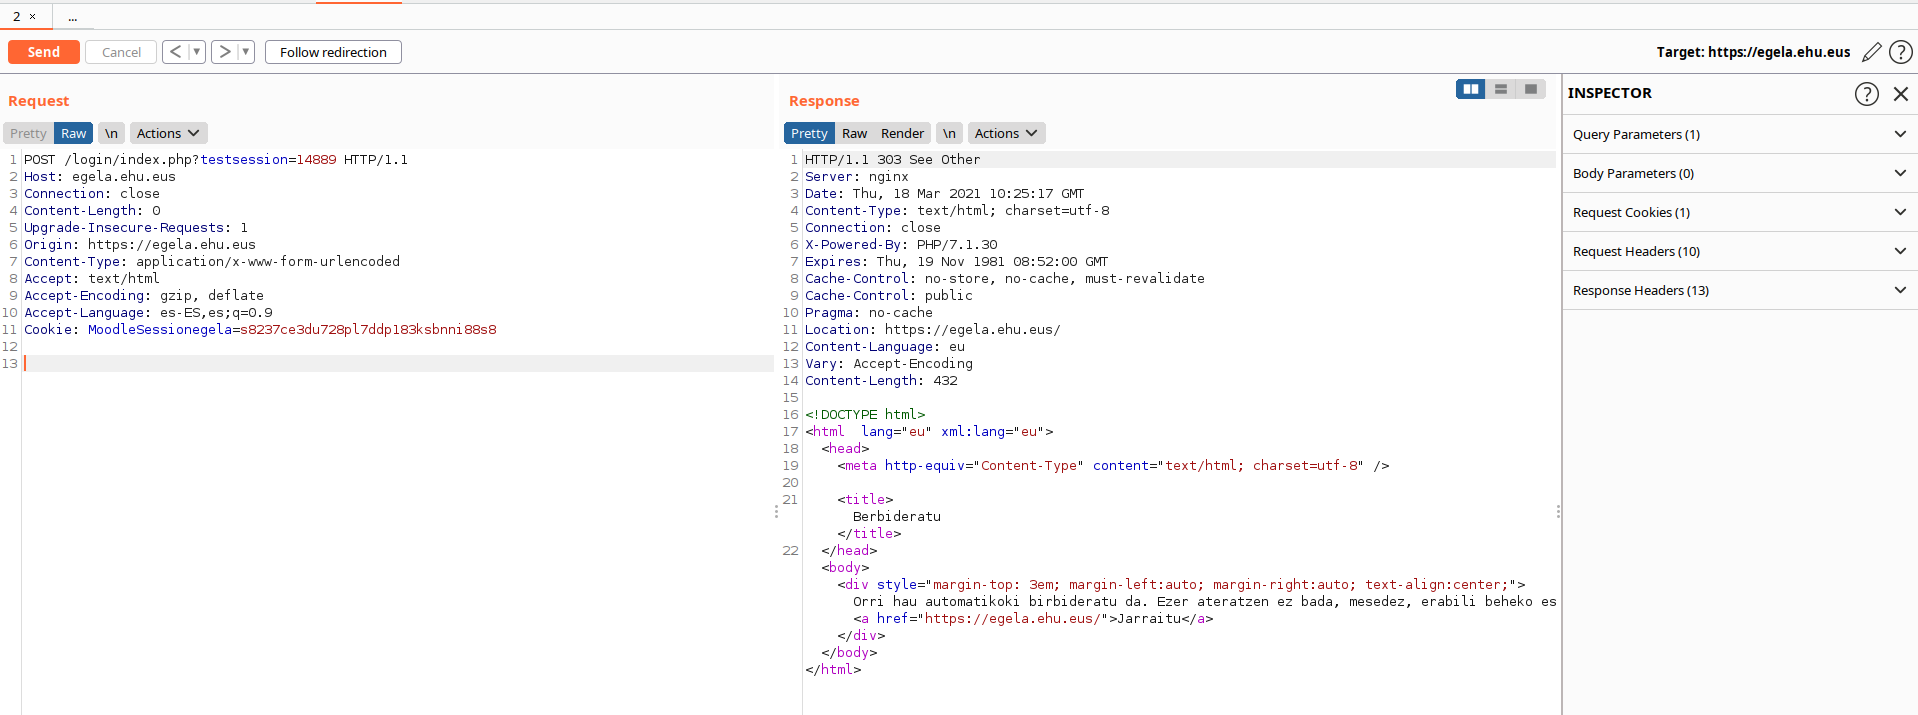 2 ×
...
Send Cancel < > Follow redirection Target: https://egela.ehu.eus
Request
Pretty Raw \n Actions
1 POST /login/index.php?testsession=14889 HTTP/1.1
2 Host: egela.ehu.eus
3 Connection: close
4 Content-Length: 0
5 Upgrade-Insecure-Requests: 1
6 Origin: https://egela.ehu.eus
7 Content-Type: application/x-www-form-urlencoded
8 Accept: text/html
9 Accept-Encoding: gzip, deflate
10 Accept-Language: es-ES,es;q=0.9
11 Cookie: MoodleSessionegela=s8237ce3du728pl7ddp183ksbnni88s8
12
13
Response
Pretty Raw Render \n Actions
1 HTTP/1.1 303 See Other
2 Server: nginx
3 Date: Thu, 18 Mar 2021 10:25:17 GMT
4 Content-Type: text/html; charset=utf-8
5 Connection: close
6 X-Powered-By: PHP/7.1.30
7 Expires: Thu, 19 Nov 1981 08:52:00 GMT
8 Cache-Control: no-store, no-cache, must-revalidate
9 Cache-Control: public
10 Pragma: no-cache
11 Location: https://egela.ehu.eus/
12 Content-Language: eu
13 Vary: Accept-Encoding
14 Content-Length: 432
15
16 <!DOCTYPE html>
17 <html  lang="eu" xml:lang="eu">
18 <head>
19 <meta http-equiv="Content-Type" content="text/html; charset=utf-8" />
20
21 <title>
Berbideratu
</title>
22 </head>
<body>
<div style="margin-top: 3em; margin-left:auto; margin-right:auto; text-align:center;">
Orri hau automatikoki birbideratu da. Ezer ateratzen ez bada, mesedez, erabili beheko es
<a href="https://egela.ehu.eus/">Jarraitu</a>
</div>
</body>
</html>
INSPECTOR
Query Parameters (1)
Body Parameters (0)
Request Cookies (1)
Request Headers (10)
Response Headers (13)